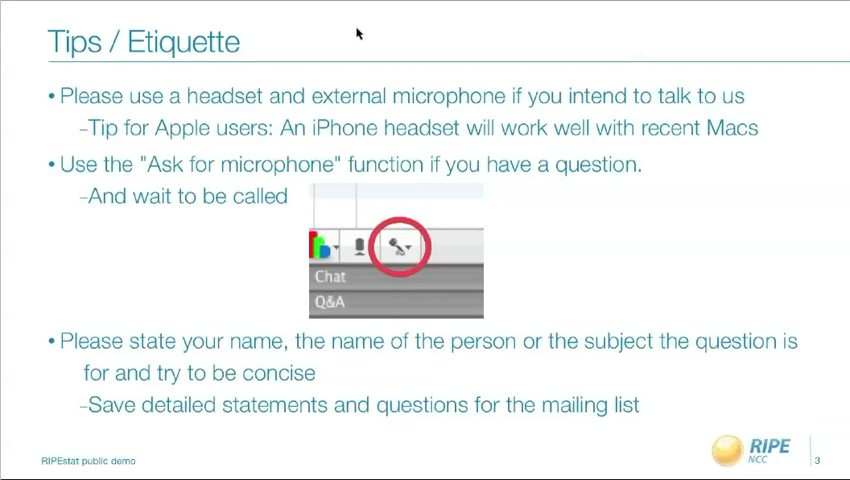 Tips / Etiquette
• Please use a headset and external microphone if you intend to talk to us
–Tip for Apple users: An iPhone headset will work well with recent Macs
• Use the "Ask for microphone" function if you have a question.
–And wait to be called
Chat
Q&A
• Please state your name, the name of the person or the subject the question is
for and try to be concise
–Save detailed statements and questions for the mailing list
RIPEstat public demo
RIPE
NCC
3